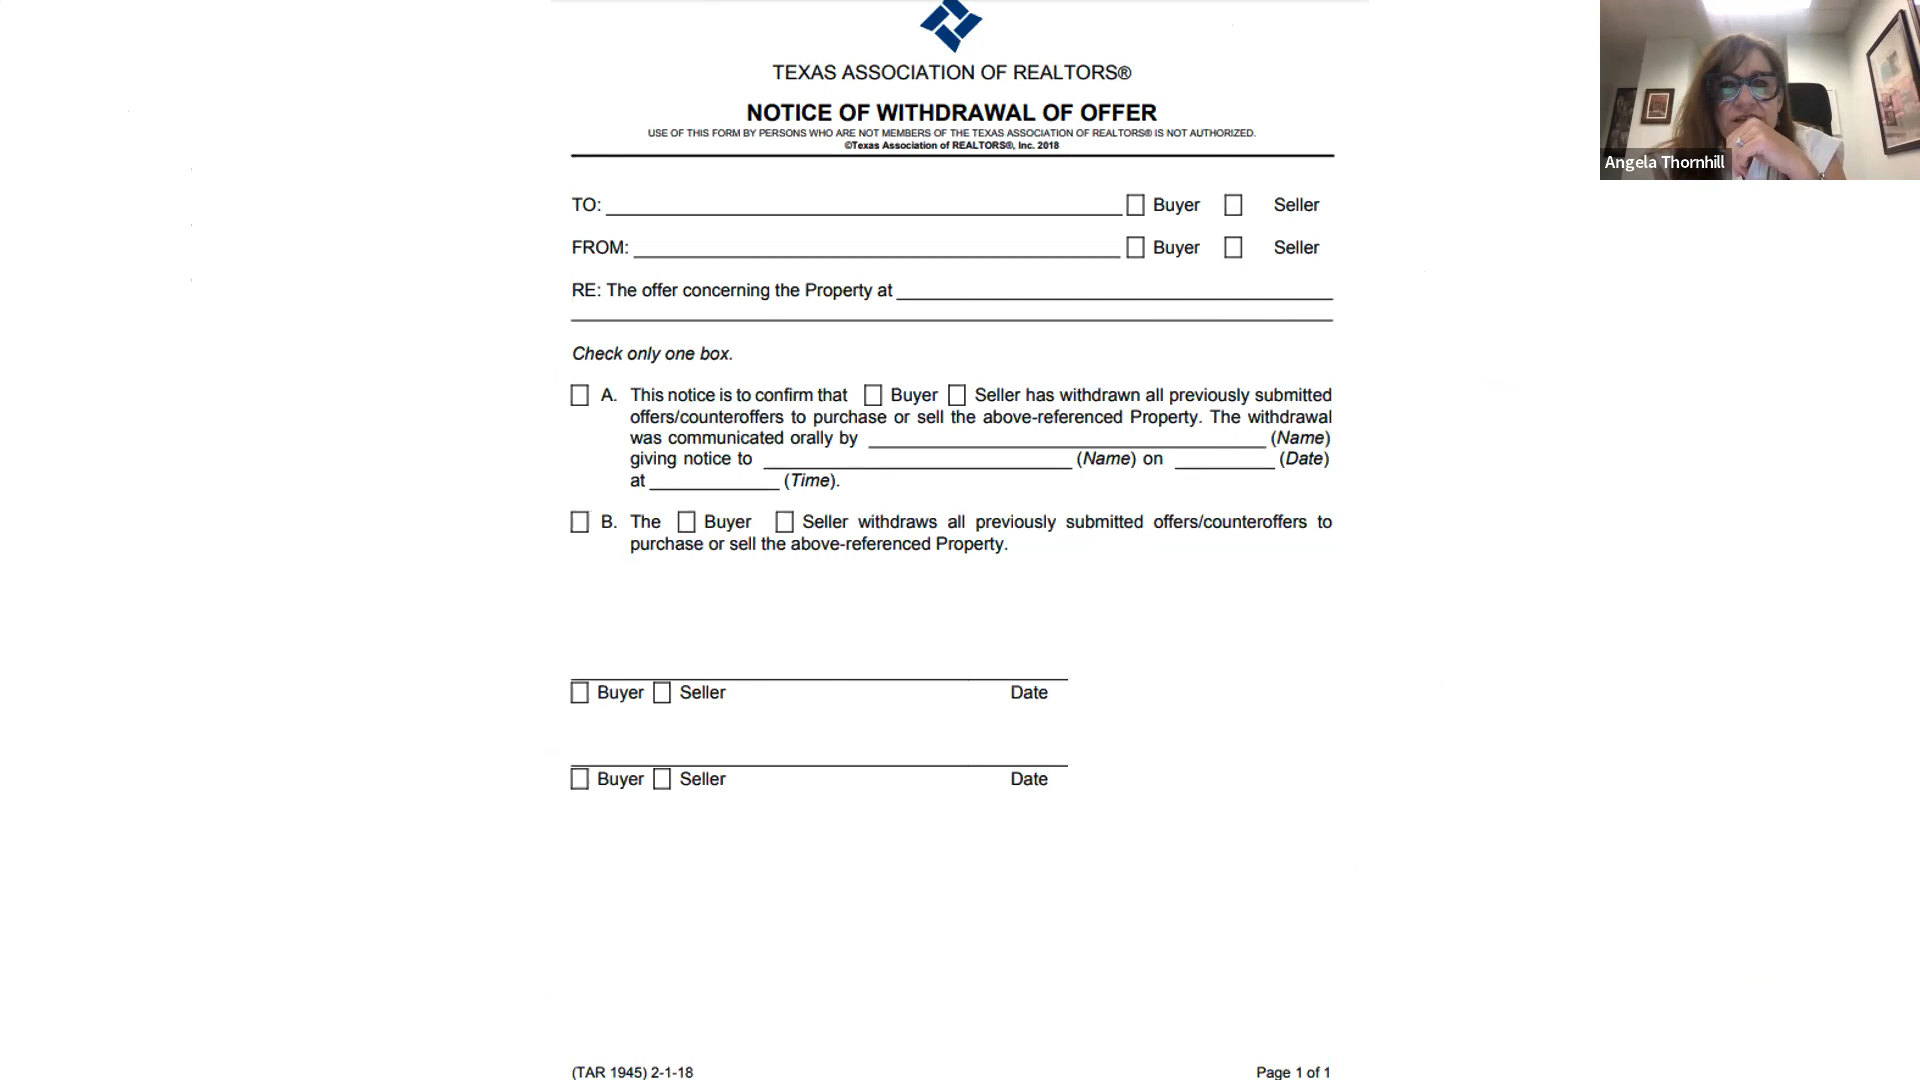 TEXAS ASSOCIATION OF REALTORS®
NOTICE OF WITHDRAWAL OF OFFER
USE OF THIS FORM BY PERSONS WHO ARE NOT MEMBERS OF THE TEXAS ASSOCIATION OF REALTORS® IS NOT AUTHORIZED.
©Texas Association of REALTORS®, Inc. 2018
Angela Thornhill
TO: Buyer Seller
FROM: Buyer Seller
RE: The offer concerning the Property at
Check only one box.
A. This notice is to confirm that Buyer Seller has withdrawn all previously submitted
offers/counteroffers to purchase or sell the above-referenced Property. The withdrawal
was communicated orally by (Name)
giving notice to (Name) on (Date)
at (Time).
B. The Buyer Seller withdraws all previously submitted offers/counteroffers to
purchase or sell the above-referenced Property.
Buyer Seller Date
Buyer Seller Date
(TAR 1945) 2-1-18 Page 1 of 1